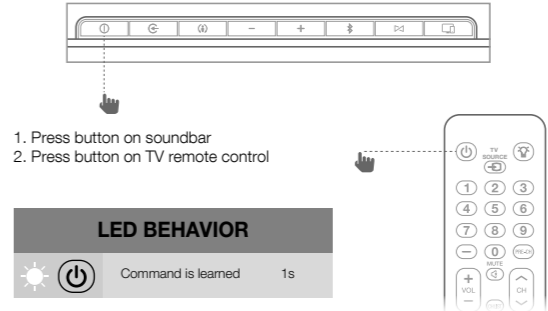 1. Press button on soundbar
2. Press button on TV remote control
TV
SOURCE
1 2 3
4 5 6
7 8 9
0 PRE-CH
MUTE
+
VOL CH
−
LED BEHAVIOR
Command is learned 1s